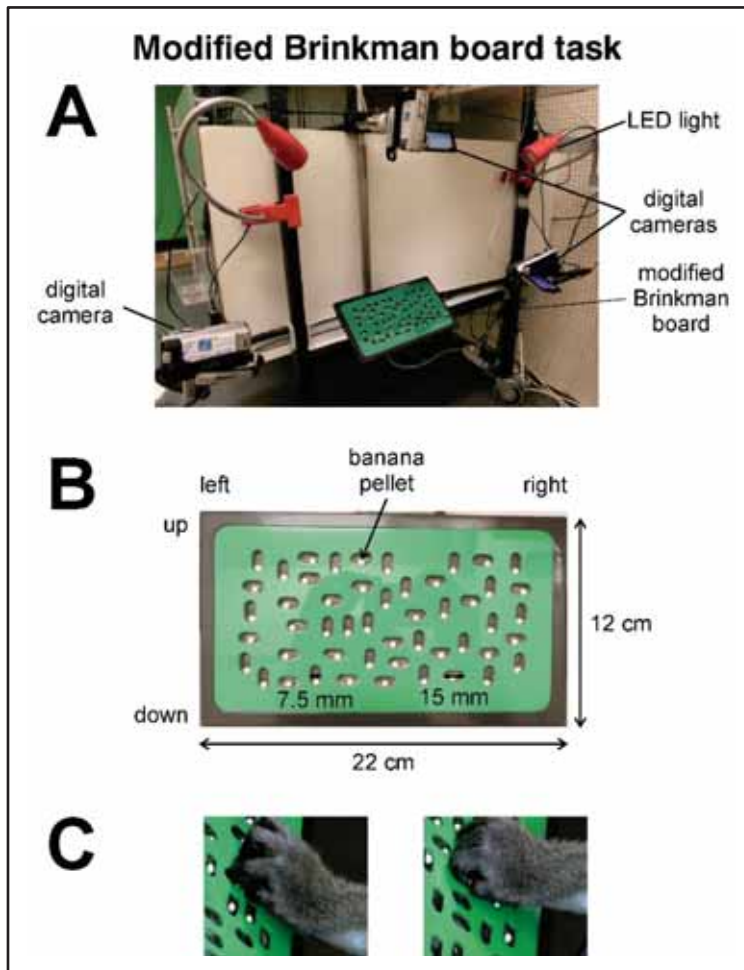 Modified Brinkman board task
A
LED light
digital
cameras
digital
camera
modified
Brinkman
board
B
banana
pellet
left
right
up
12 cm
7.5 mm
15 mm
down
22 cm
C